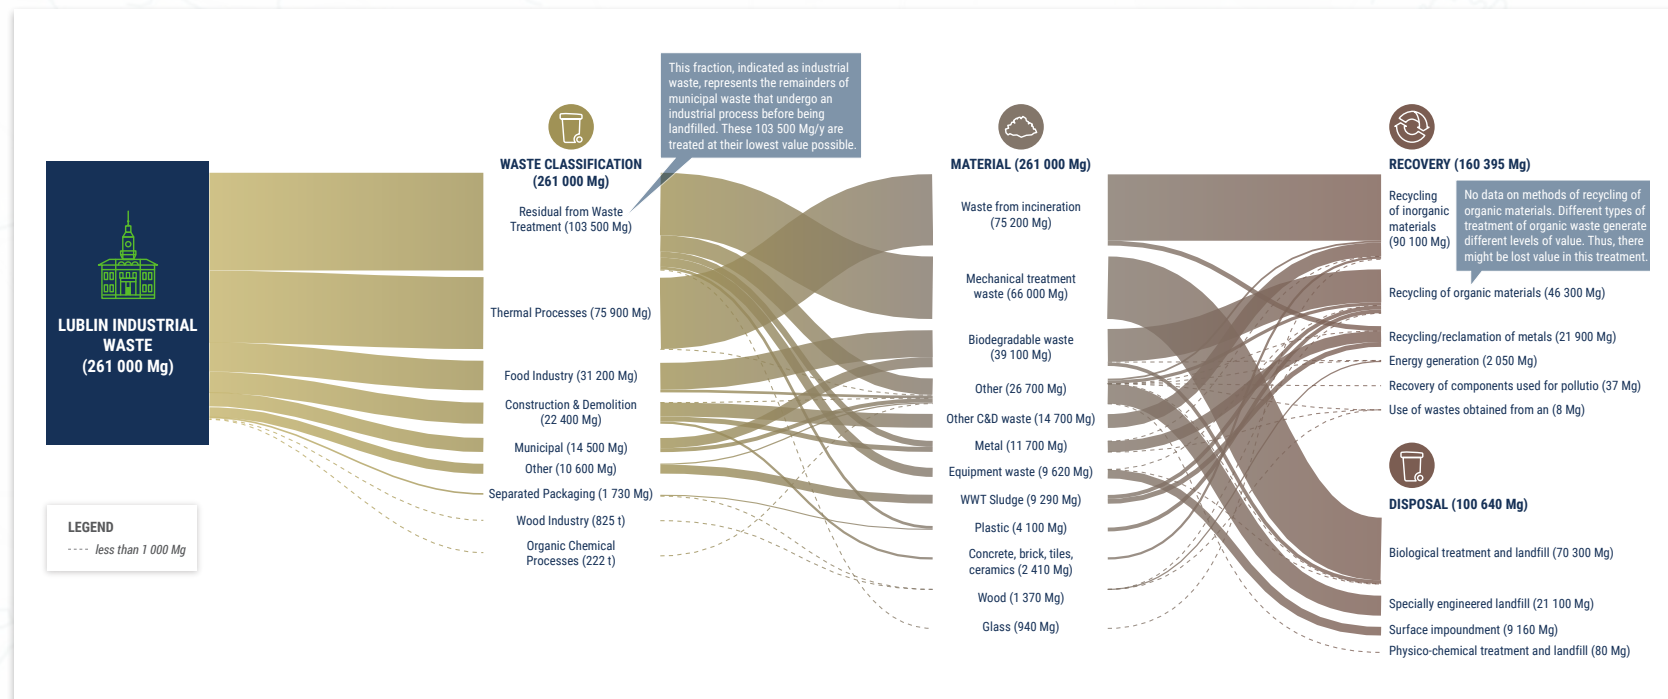 LUBLIN INDUSTRIAL
WASTE
(261 000 Mg)
LEGEND
less than 1 000 Mg
WASTE CLASSIFICATION
(261 000 Mg)
Residual from Waste
Treatment (103 500 Mg)
Thermal Processes (75 900 Mg)
Food Industry (31 200 Mg)
Construction & Demolition
(22 400 Mg)
Municipal (14 500 Mg)
Other (10 600 Mg)
Separated Packaging (1 730 Mg)
Wood Industry (825 t)
Organic Chemical
Processes (222 t)
This fraction, indicated as industrial
waste, represents the remainders of
municipal waste that undergo an
industrial process before being
landfilled. These 103 500 Mg/y are
treated at their lowest value possible.
MATERIAL (261 000 Mg)
Waste from incineration
(75 200 Mg)
Mechanical treatment
waste (66 000 Mg)
Biodegradable waste
(39 100 Mg)
Other (26 700 Mg)
Other C&D waste (14 700 Mg)
Metal (11 700 Mg)
Equipment waste (9 620 Mg)
WWT Sludge (9 290 Mg)
Plastic (4 100 Mg)
Concrete, brick, tiles,
ceramics (2 410 Mg)
Wood (1 370 Mg)
Glass (940 Mg)
RECOVERY (160 395 Mg)
Recycling
of inorganic
materials
(90 100 Mg)
No data on methods of recycling of
organic materials. Different types of
treatment of organic waste generate
different levels of value. Thus, there
might be lost value in this treatment.
Recycling of organic materials (46 300 Mg)
Recycling/reclamation of metals (21 900 Mg)
Energy generation (2 050 Mg)
Recovery of components used for pollutio (37 Mg)
Use of wastes obtained from an (8 Mg)
DISPOSAL (100 640 Mg)
Biological treatment and landfill (70 300 Mg)
Specially engineered landfill (21 100 Mg)
Surface impoundment (9 160 Mg)
Physico-chemical treatment and landfill (80 Mg)